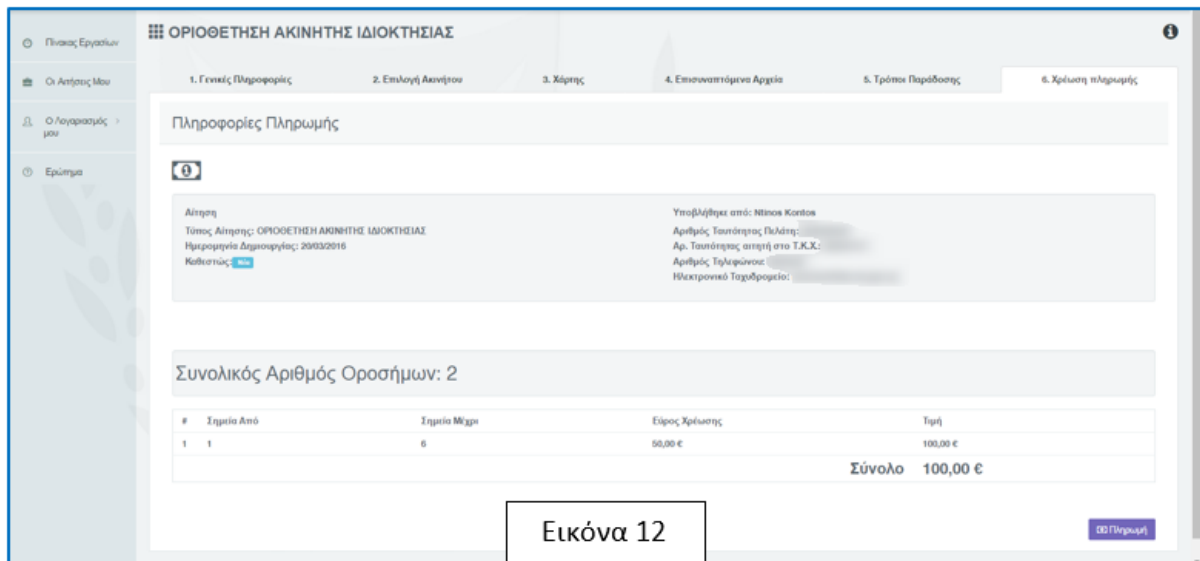 ΟΡΙΟΘΕΤΗΣΗ ΑΚΙΝΗΤΗΣ ΙΔΙΟΚΤΗΣΙΑΣ
Πίνακας Εργασίων
Οι Αιτήσεις Μου
Ο Λογαριασμός μου
Ερώτημα
1. Γενικές Πληροφορίες
2. Επιλογή Ακινήτου
3. Χάρτης
4. Επισυναπτόμενα Αρχεία
5. Τρόποι Παράδοσης
6. Χρέωση πληρωμής
Πληροφορίες Πληρωμής
Αίτηση
Τύπος Αίτησης: ΟΡΙΟΘΕΤΗΣΗ ΑΚΙΝΗΤΗΣ ΙΔΙΟΚΤΗΣΙΑΣ
Ημερομηνία Δημιουργίας: 20/03/2016
Καθεστώς: Νέα
Υποβλήθηκε από: Ntinos Kontos
Αριθμός Ταυτότητας Πελάτη:
Αρ. Ταυτότητας αιτητή στο Τ.Κ.Χ.:
Αριθμός Τηλεφώνου:
Ηλεκτρονικό Ταχυδρομείο:
Συνολικός Αριθμός Οροσήμων: 2
# Σημεία Από Σημεία Μέχρι Εύρος Χρέωσης Τιμή
1 1 6 50,00 € 100,00 €
Σύνολο 100,00 €
Πληρωμή
Εικόνα 12